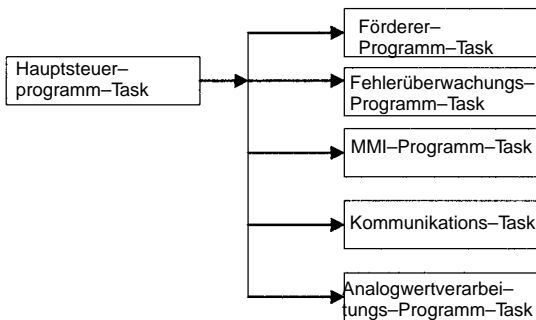 Hauptsteuer–
programm–Task
Förderer–
Programm–Task
Fehlerüberwachungs–
Programm–Task
MMI–Programm–Task
Kommunikations–Task
Analogwertverarbei–
tungs–Programm–Task